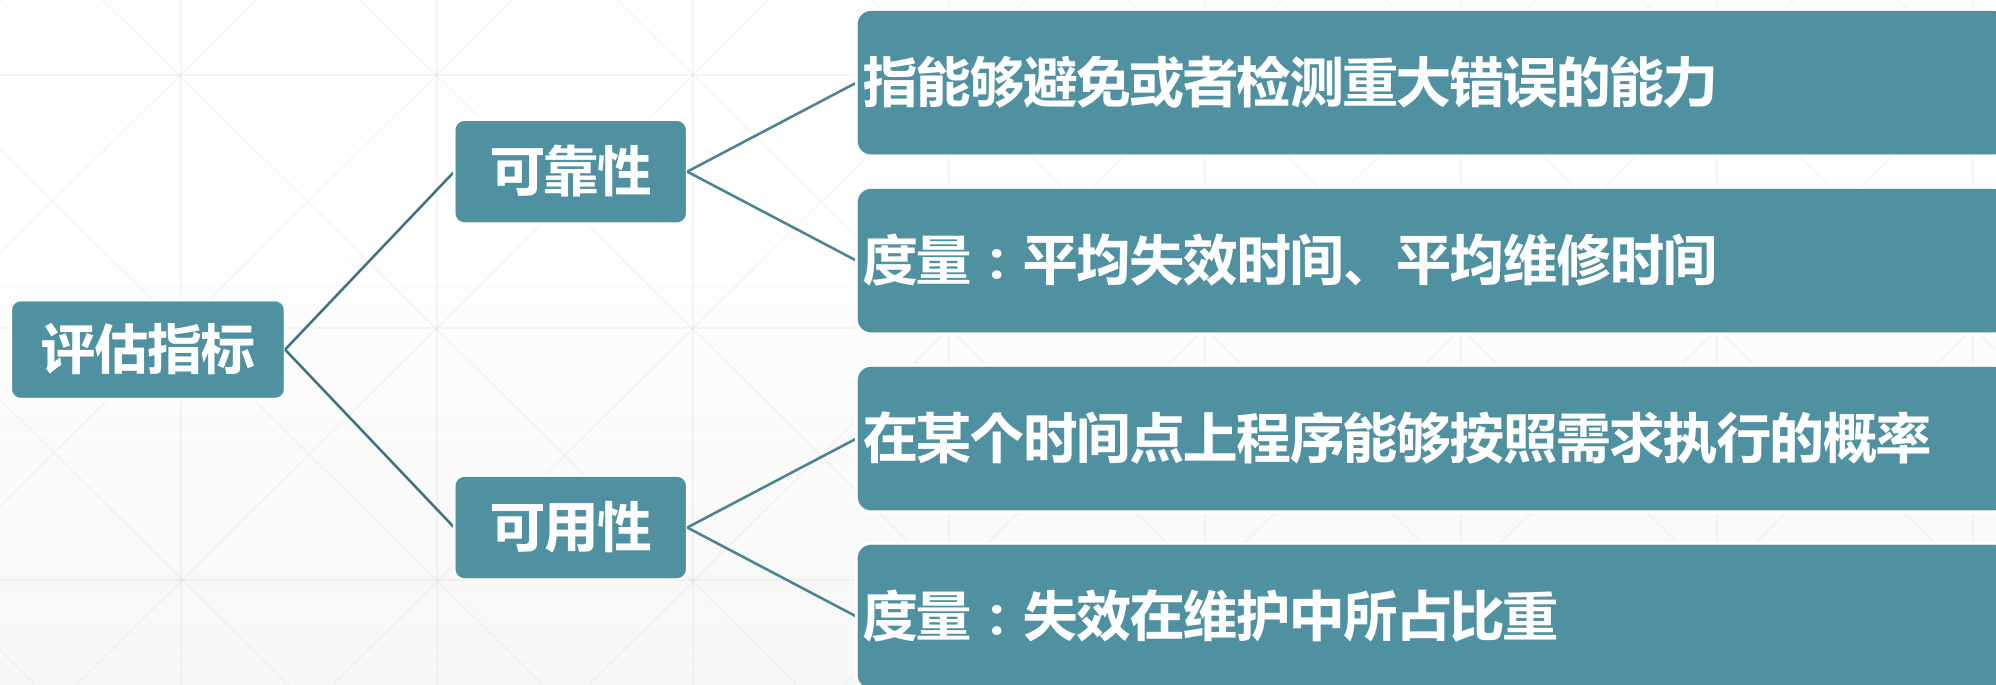 评估指标
可靠性
指能够避免或者检测重大错误的能力
度量：平均失效时间、平均维修时间
可用性
在某个时间点上程序能够按照需求执行的概率
度量：失效在维护中所占比重